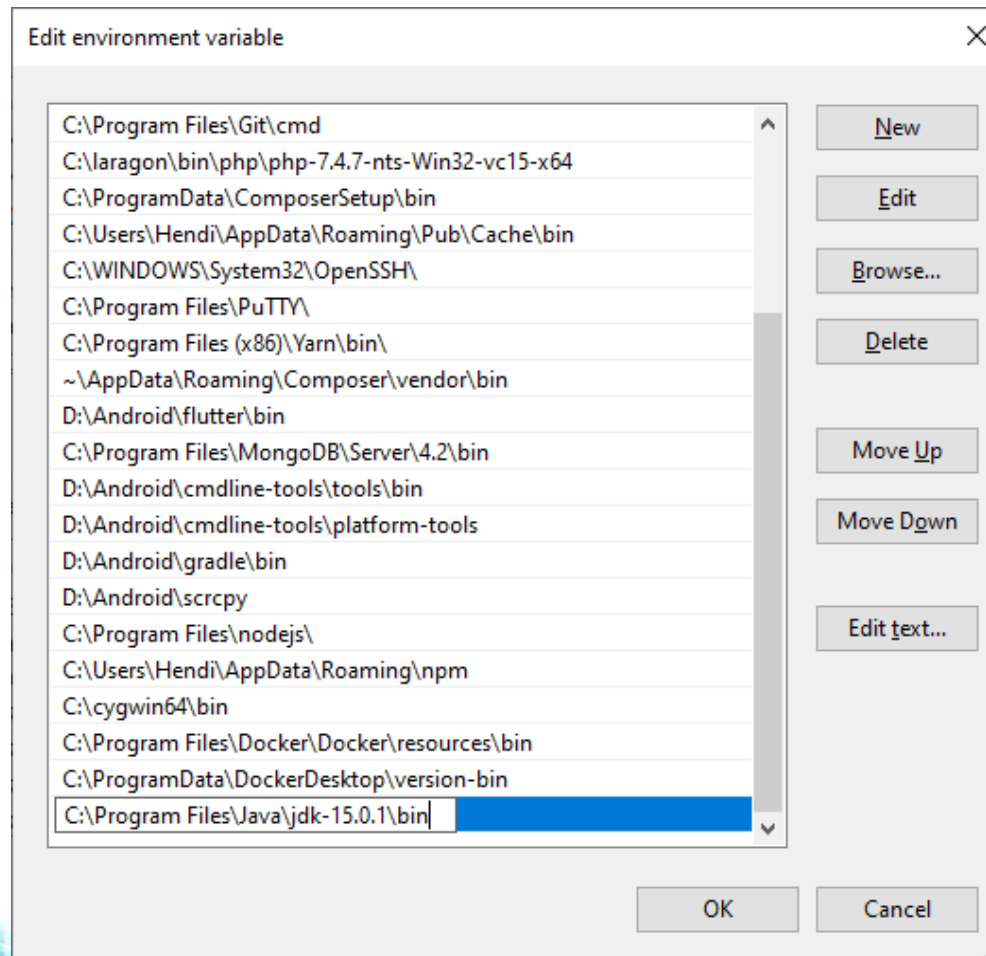 Edit environment variable
C:\Program Files\Git\cmd
C:\laragon\bin\php\php-7.4.7-nts-Win32-vc15-x64
C:\ProgramData\ComposerSetup\bin
C:\Users\Hendi\AppData\Roaming\Pub\Cache\bin
C:\WINDOWS\System32\OpenSSH\
C:\Program Files\PuTTY\
C:\Program Files (x86)\Yarn\bin\
~\AppData\Roaming\Composer\vendor\bin
D:\Android\flutter\bin
C:\Program Files\MongoDB\Server\4.2\bin
D:\Android\cmdline-tools\tools\bin
D:\Android\cmdline-tools\platform-tools
D:\Android\gradle\bin
D:\Android\scrcpy
C:\Program Files\nodejs\
C:\Users\Hendi\AppData\Roaming\npm
C:\cygwin64\bin
C:\Program Files\Docker\Docker\resources\bin
C:\ProgramData\DockerDesktop\version-bin
C:\Program Files\Java\jdk-15.0.1\bin
New
Edit
Browse...
Delete
Move Up
Move Down
Edit text...
OK
Cancel